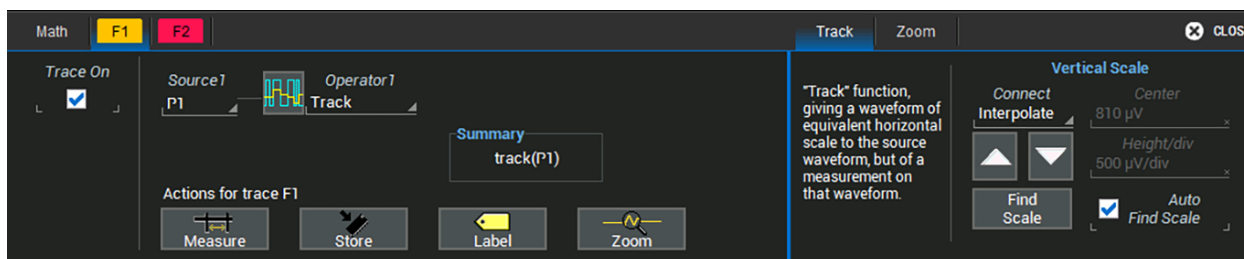 Math
F1
F2
Track
Zoom
CLOS
Trace On
Source1
P1
Operator1
Track
Summary
track(P1)
Actions for trace F1
Measure
Store
Label
Zoom
"Track" function,
giving a waveform of
equivalent horizontal
scale to the source
waveform, but of a
measurement on
that waveform.
Vertical Scale
Connect
Interpolate
Center
810 µV
Height/div
500 µV/div
Find
Scale
Auto
Find Scale